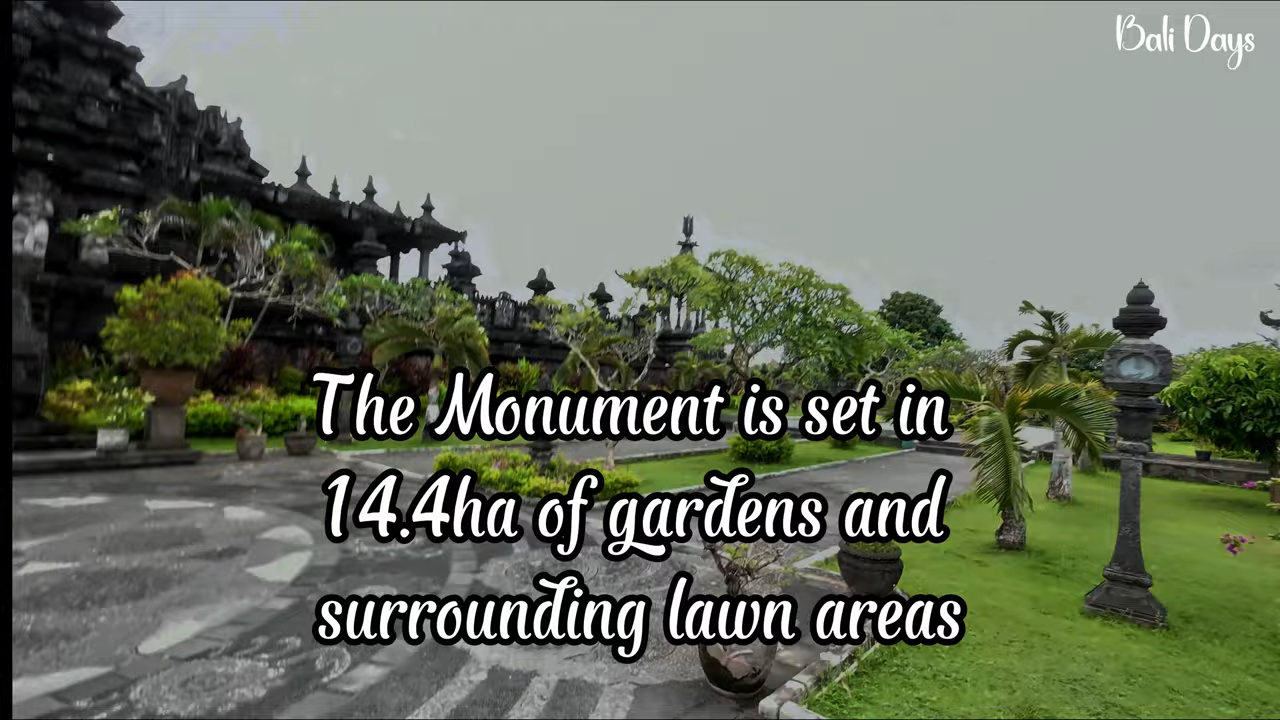 Bali Days
The Monument is set in
14.4ha of gardens and
surrounding lawn areas